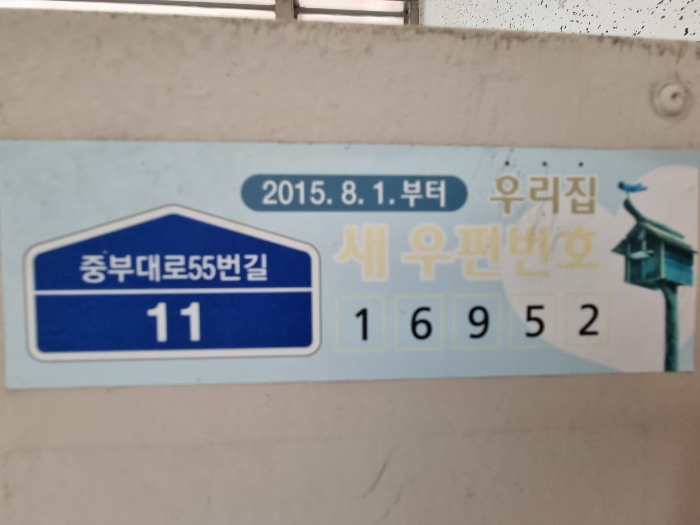 2015. 8. 1. 부터 우리집
새 우편번호
중부대로55번길
11
1 6 9 5 2